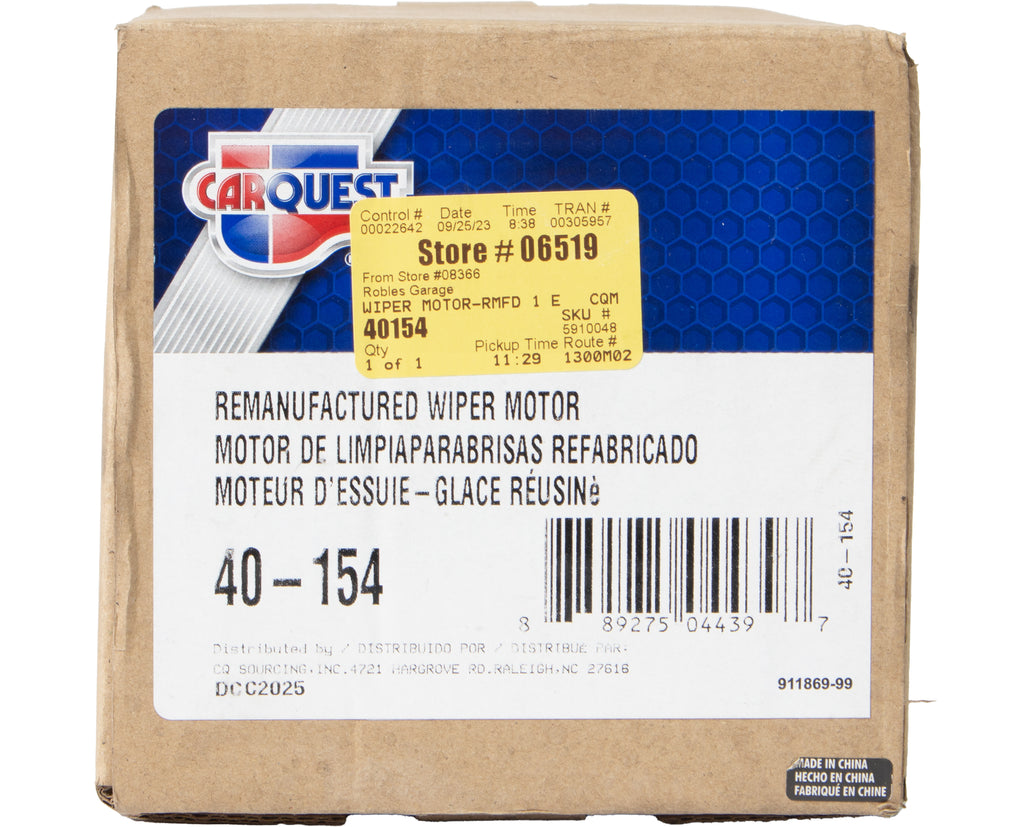 CARQUEST
Control # Date Time TRAN #
00022642 09/25/23 8:38 00305957
Store # 06519
From Store #08366
Robles Garage
WIPER MOTOR-RMFD 1 E CQM
40154 SKU #
5910048
Qty Pickup Time Route #
1 of 1 11:29 1300M02
REMANUFACTURED WIPER MOTOR
MOTOR DE LIMPIAPARABRISAS REFABRICADO
MOTEUR D'ESSUIE-GLACE RÉUSINè
40-154
8 89275 04439 7
40-154
Distributed by / DISTRIBUIDO POR / DISTRIBUE PAR:
CQ SOURCING,INC.4721 HARGROVE RD.RALEIGH,NC 27616
DCC2025
911869-99
MADE IN CHINA
HECHO EN CHINA
FABRIQUÉ EN CHINE